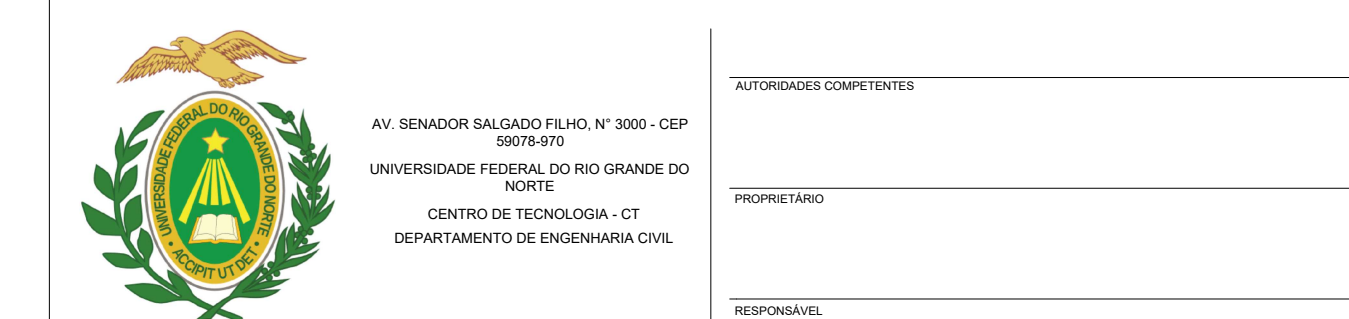 UNIVERSIDADE FEDERAL DO RIO GRANDE DO NORTE
• ACCIPIT UT DET •
AV. SENADOR SALGADO FILHO, N° 3000 - CEP
59078-970
UNIVERSIDADE FEDERAL DO RIO GRANDE DO
NORTE
CENTRO DE TECNOLOGIA - CT
DEPARTAMENTO DE ENGENHARIA CIVIL
AUTORIDADES COMPETENTES
PROPRIETÁRIO
RESPONSÁVEL